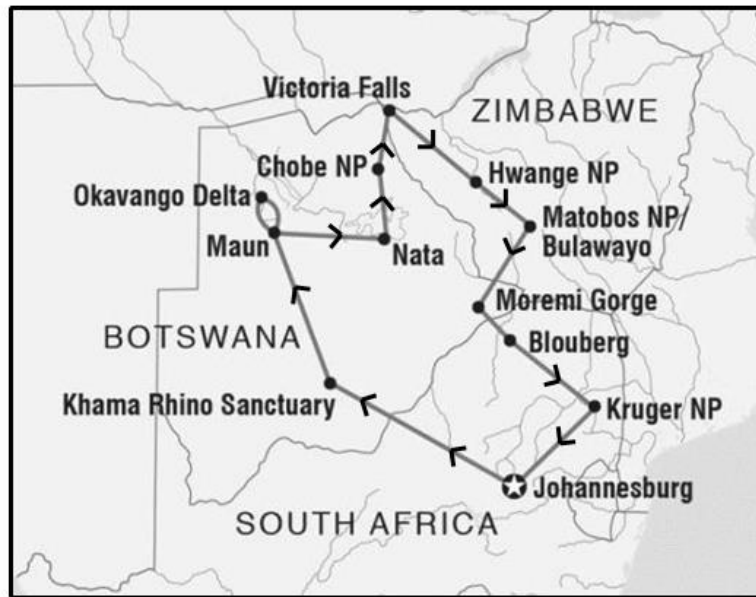 Victoria Falls
ZIMBABWE
Chobe NP
Hwange NP
Okavango Delta
Matobos NP/
Bulawayo
Maun
Nata
Moremi Gorge
BOTSWANA
Blouberg
Khama Rhino Sanctuary
Kruger NP
Johannesburg
SOUTH AFRICA